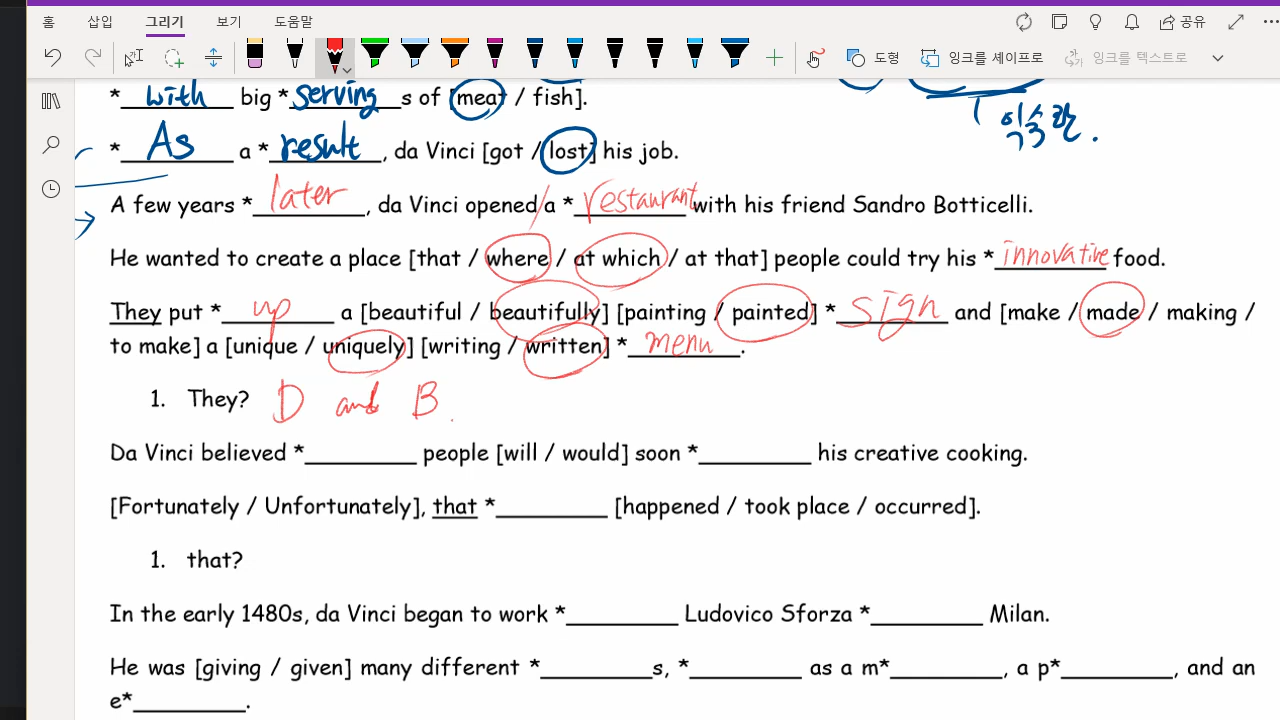 홈 삽입 그리기 보기 도움말 공유
도형 잉크를 셰이프로 잉크를 텍스트로
*with big *servings of [meat / fish].
익숙한.
*As a *result, da Vinci [got / lost] his job.
A few years *later, da Vinci opened / a *restaurant with his friend Sandro Botticelli.
He wanted to create a place [that / where / at which / at that] people could try his *innovative food.
They put *up a [beautiful / beautifully] [painting / painted] *sign and [make / made / making /
to make] a [unique / uniquely] [writing / written] *menu.
1. They? D and B
Da Vinci believed *_________ people [will / would] soon *_________ his creative cooking.
[Fortunately / Unfortunately], that *_________ [happened / took place / occurred].
1. that?
In the early 1480s, da Vinci began to work *_________ Ludovico Sforza *_________ Milan.
He was [giving / given] many different *_________s, *_________ as a m*_________, a p*_________, and an
e*_________.